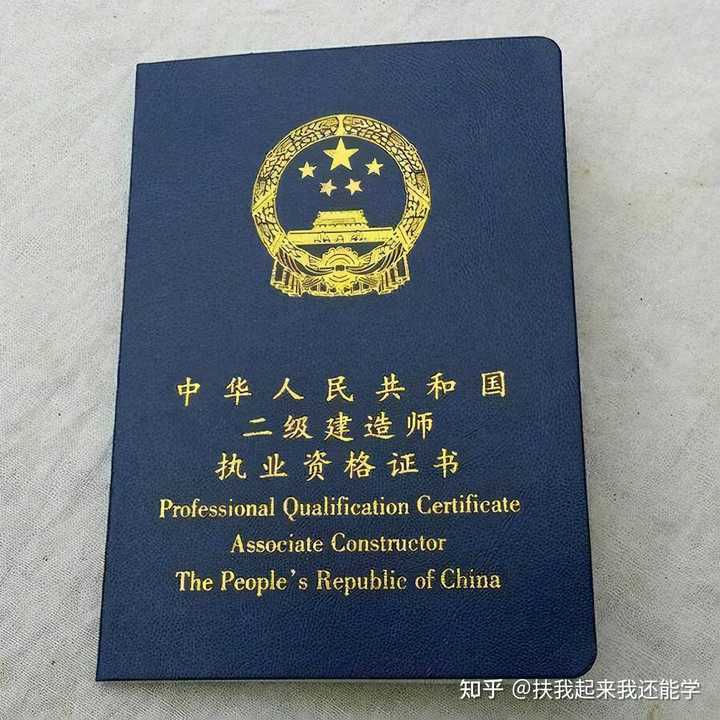 中华人民共和国
二级建造师
执业资格证书
Professional Qualification Certificate
Associate Constructor
The People's Republic of China
知乎 @扶我起来我还能学